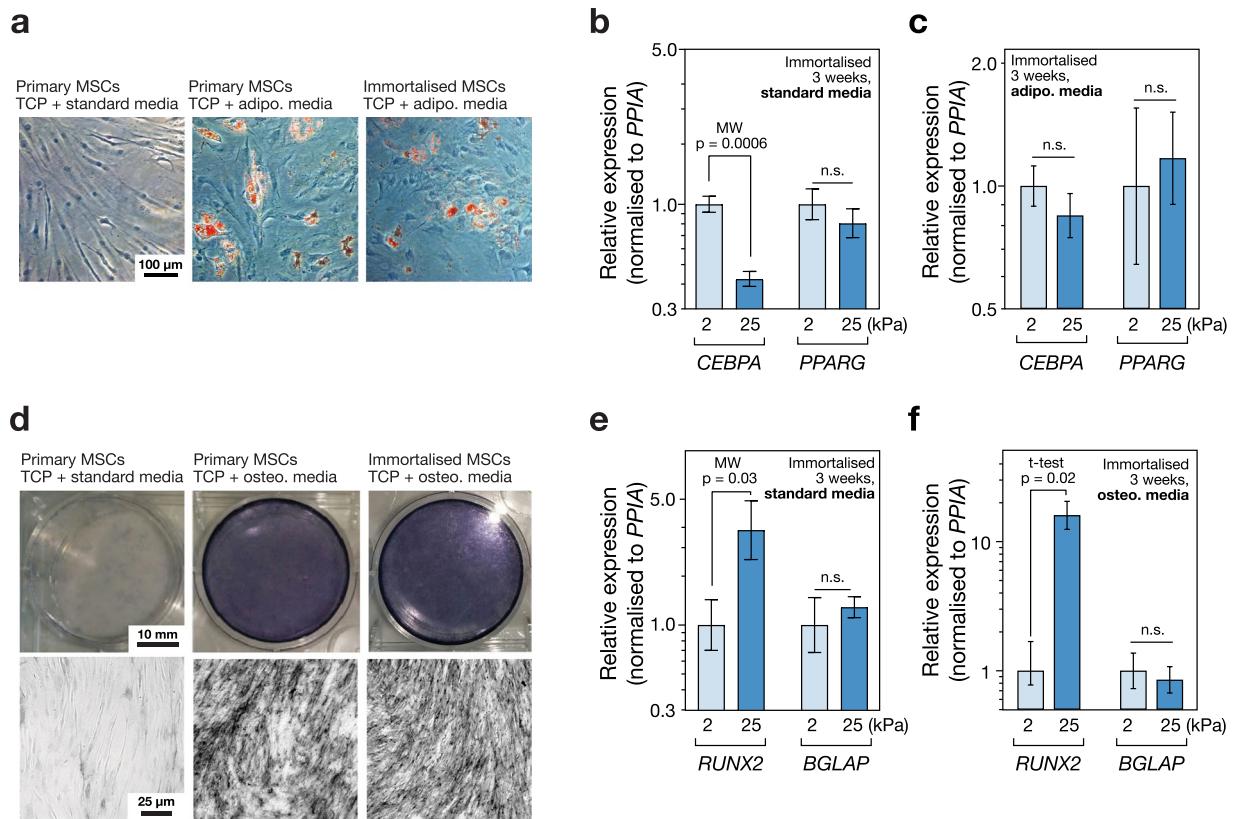 a
Primary MSCs
TCP + standard media
Primary MSCs
TCP + adipo. media
Immortalised MSCs
TCP + adipo. media
100 µm
b
Relative expression
(normalised to PPIA)
5.0
1.0
0.3
Immortalised
3 weeks,
standard media
MW
p = 0.0006
n.s.
2 25 2 25 (kPa)
CEBPA PPARG
c
Relative expression
(normalised to PPIA)
2.0
1.0
0.5
Immortalised
3 weeks,
adipo. media
n.s.
n.s.
2 25 2 25 (kPa)
CEBPA PPARG
d
Primary MSCs
TCP + standard media
Primary MSCs
TCP + osteo. media
Immortalised MSCs
TCP + osteo. media
10 mm
25 µm
e
Relative expression
(normalised to PPIA)
5.0
1.0
0.3
MW
p = 0.03
Immortalised
3 weeks,
standard media
n.s.
2 25 2 25 (kPa)
RUNX2 BGLAP
f
Relative expression
(normalised to PPIA)
10
1
t-test
p = 0.02
Immortalised
3 weeks,
osteo. media
n.s.
2 25 2 25 (kPa)
RUNX2 BGLAP